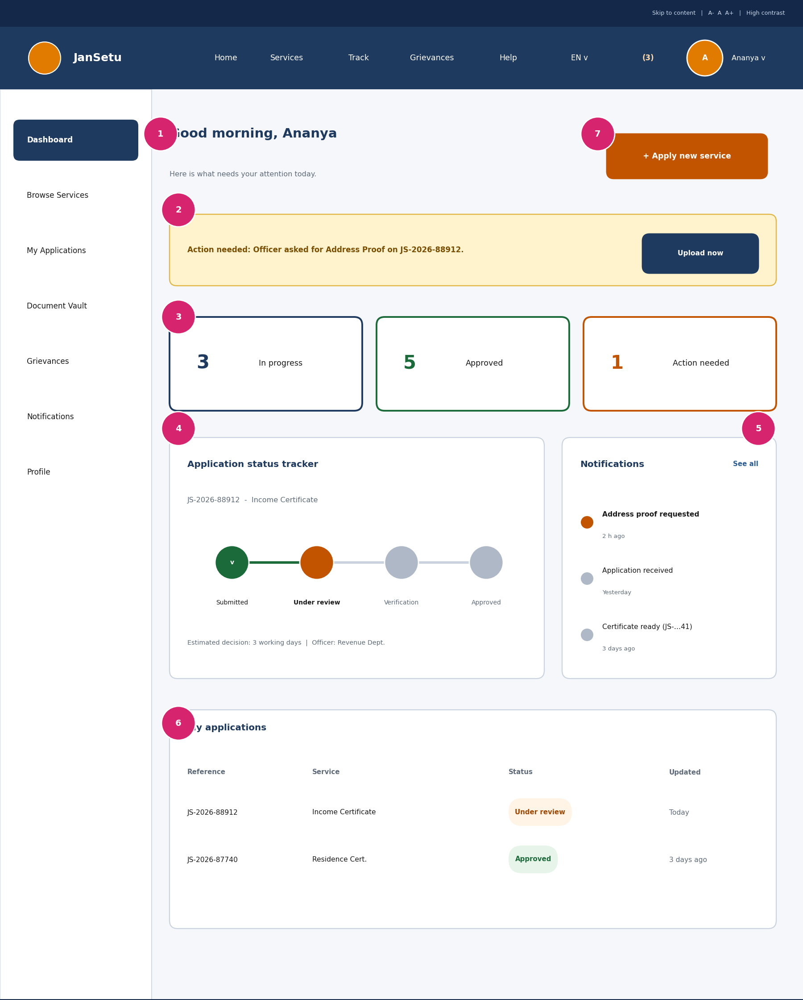 Skip to content | A- A A+ | High contrast
JanSetu
Home Services Track Grievances Help EN v (3) A Ananya v
Dashboard
Browse Services
My Applications
Document Vault
Grievances
Notifications
Profile
1
Good morning, Ananya
Here is what needs your attention today.
7
+ Apply new service
2
Action needed: Officer asked for Address Proof on JS-2026-88912.
Upload now
3
3 In progress
5 Approved
1 Action needed
4
Application status tracker
JS-2026-88912 - Income Certificate
v
Submitted Under review Verification Approved
Estimated decision: 3 working days | Officer: Revenue Dept.
5
Notifications See all
Address proof requested
2 h ago
Application received
Yesterday
Certificate ready (JS-...41)
3 days ago
6
My applications
Reference Service Status Updated
JS-2026-88912 Income Certificate Under review Today
JS-2026-87740 Residence Cert. Approved 3 days ago